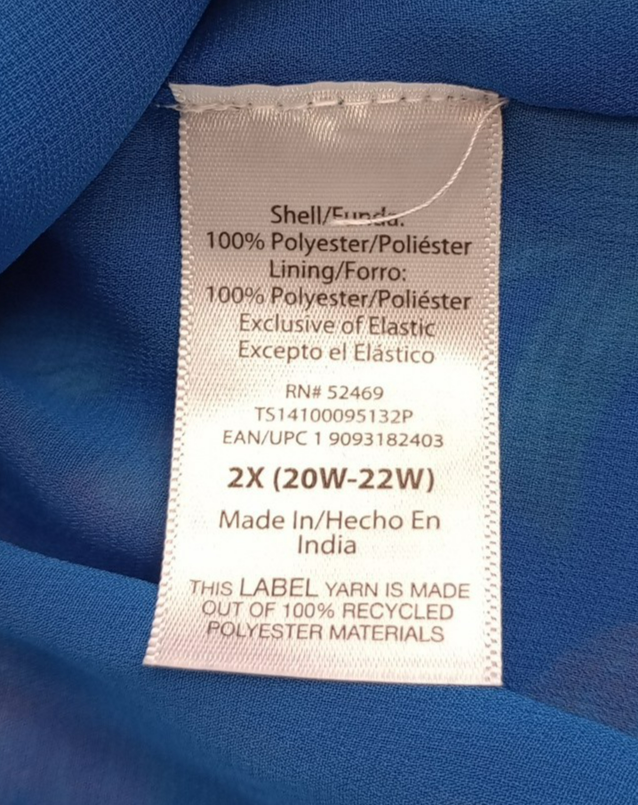 Shell/Funda:
100% Polyester/Poliéster
Lining/Forro:
100% Polyester/Poliéster
Exclusive of Elastic
Excepto el Elástico
RN# 52469
TS14100095132P
EAN/UPC 1 9093182403
2X (20W-22W)
Made In/Hecho En
India
THIS LABEL YARN IS MADE
OUT OF 100% RECYCLED
POLYESTER MATERIALS